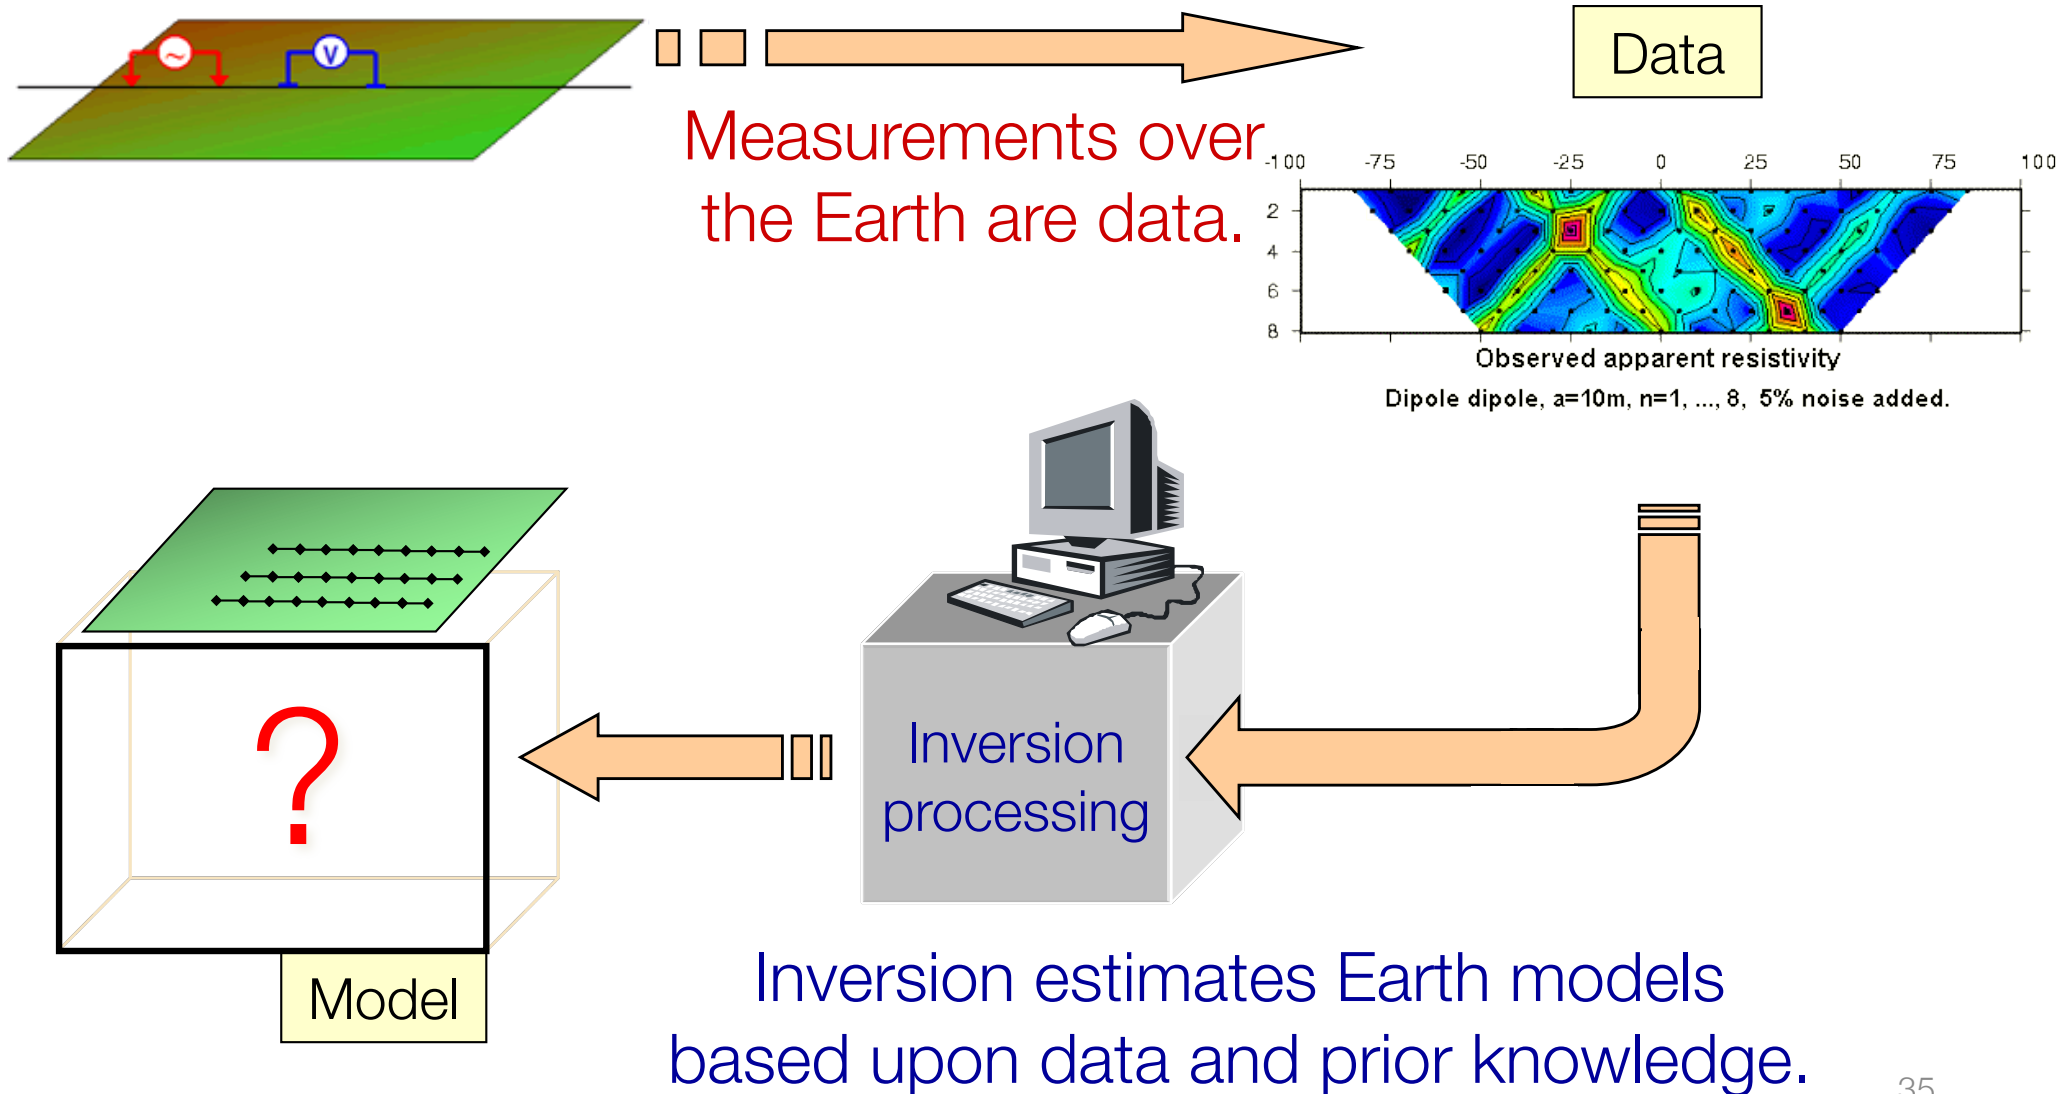 ~
V
Data
Measurements over
the Earth are data.
-100 -75 -50 -25 0 25 50 75 100
2
4
6
8
Observed apparent resistivity
Dipole dipole, a=10m, n=1, ..., 8, 5% noise added.
?
Inversion
processing
Model
Inversion estimates Earth models
based upon data and prior knowledge.
35